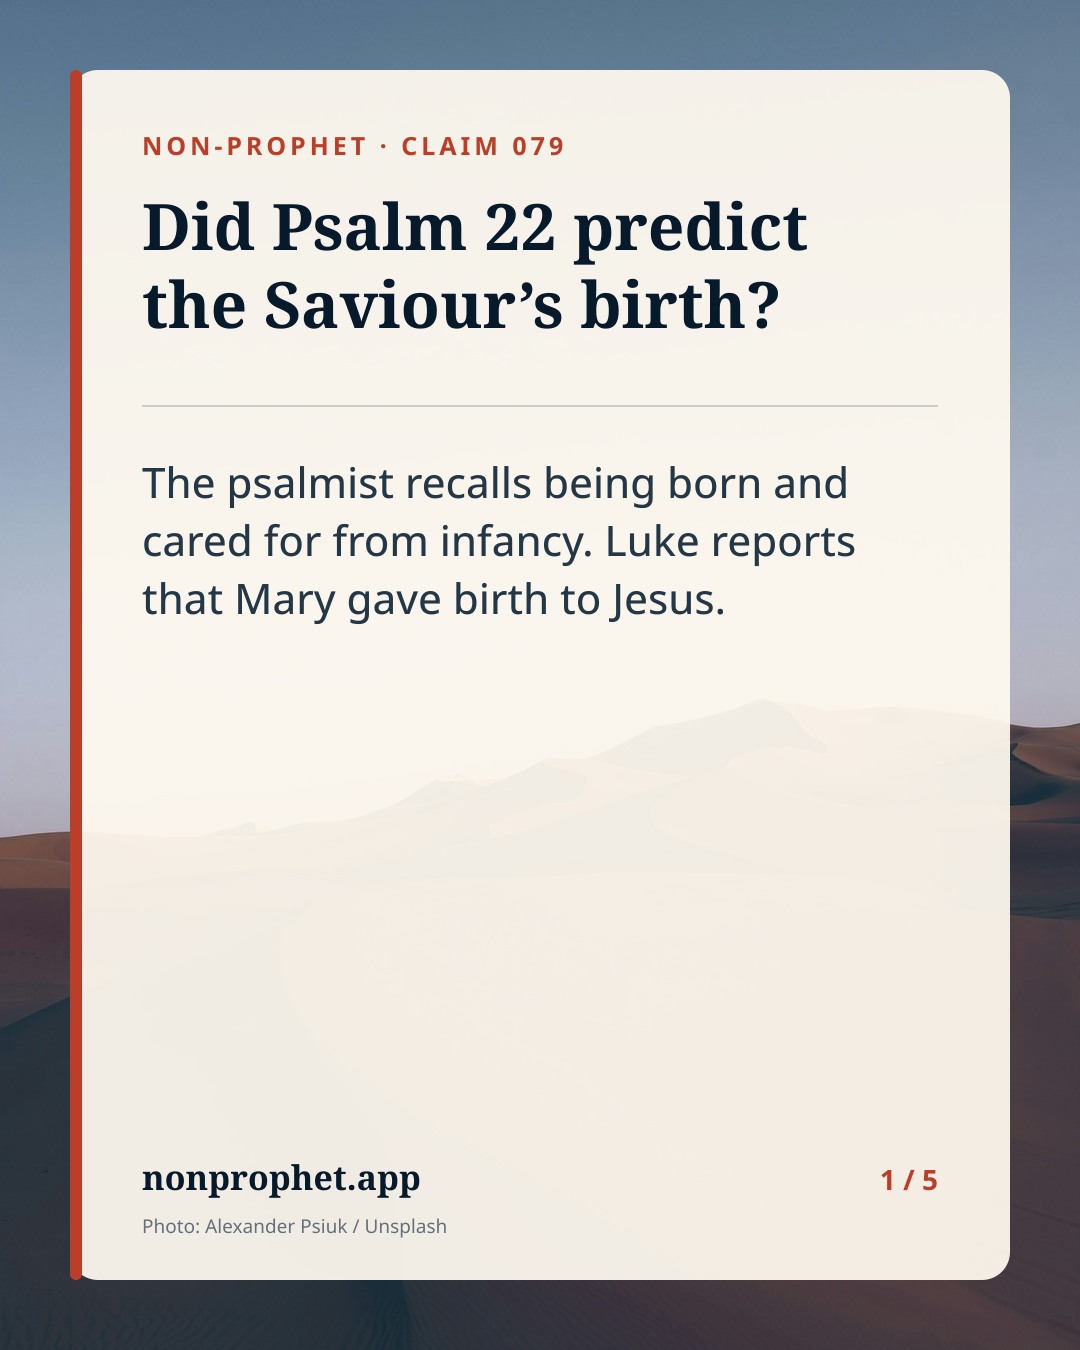 NON-PROPHET · CLAIM 079
Did Psalm 22 predict
the Saviour’s birth?
The psalmist recalls being born and
cared for from infancy. Luke reports
that Mary gave birth to Jesus.
nonprophet.app
1 / 5
Photo: Alexander Psiuk / Unsplash